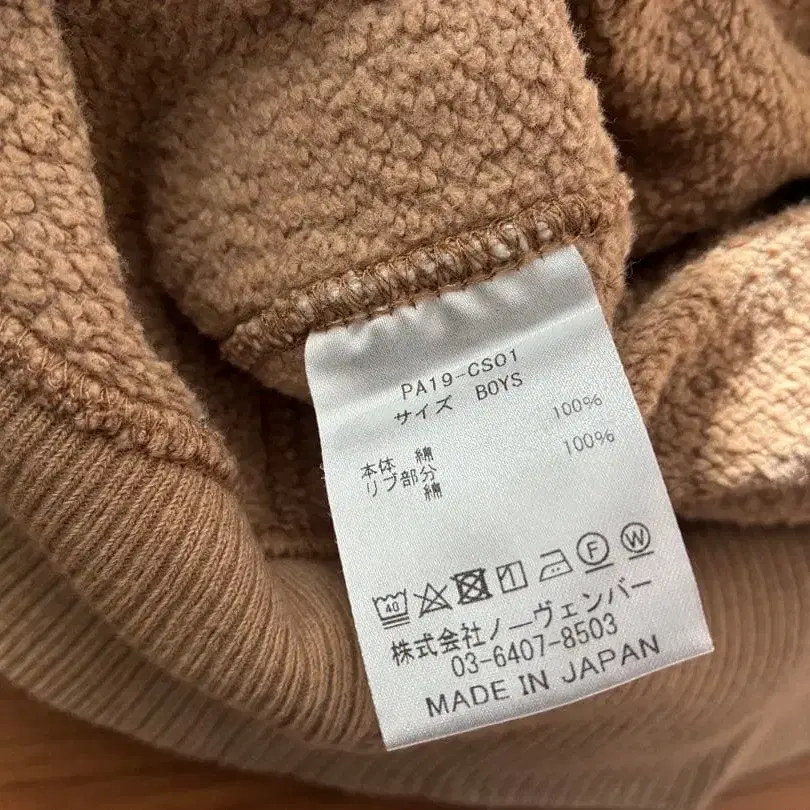 PA19-CS01
サイズ BOYS
本体 綿 100%
リブ部分
綿 100%
40 F W
株式会社ノーヴェンバー
03-6407-8503
MADE IN JAPAN